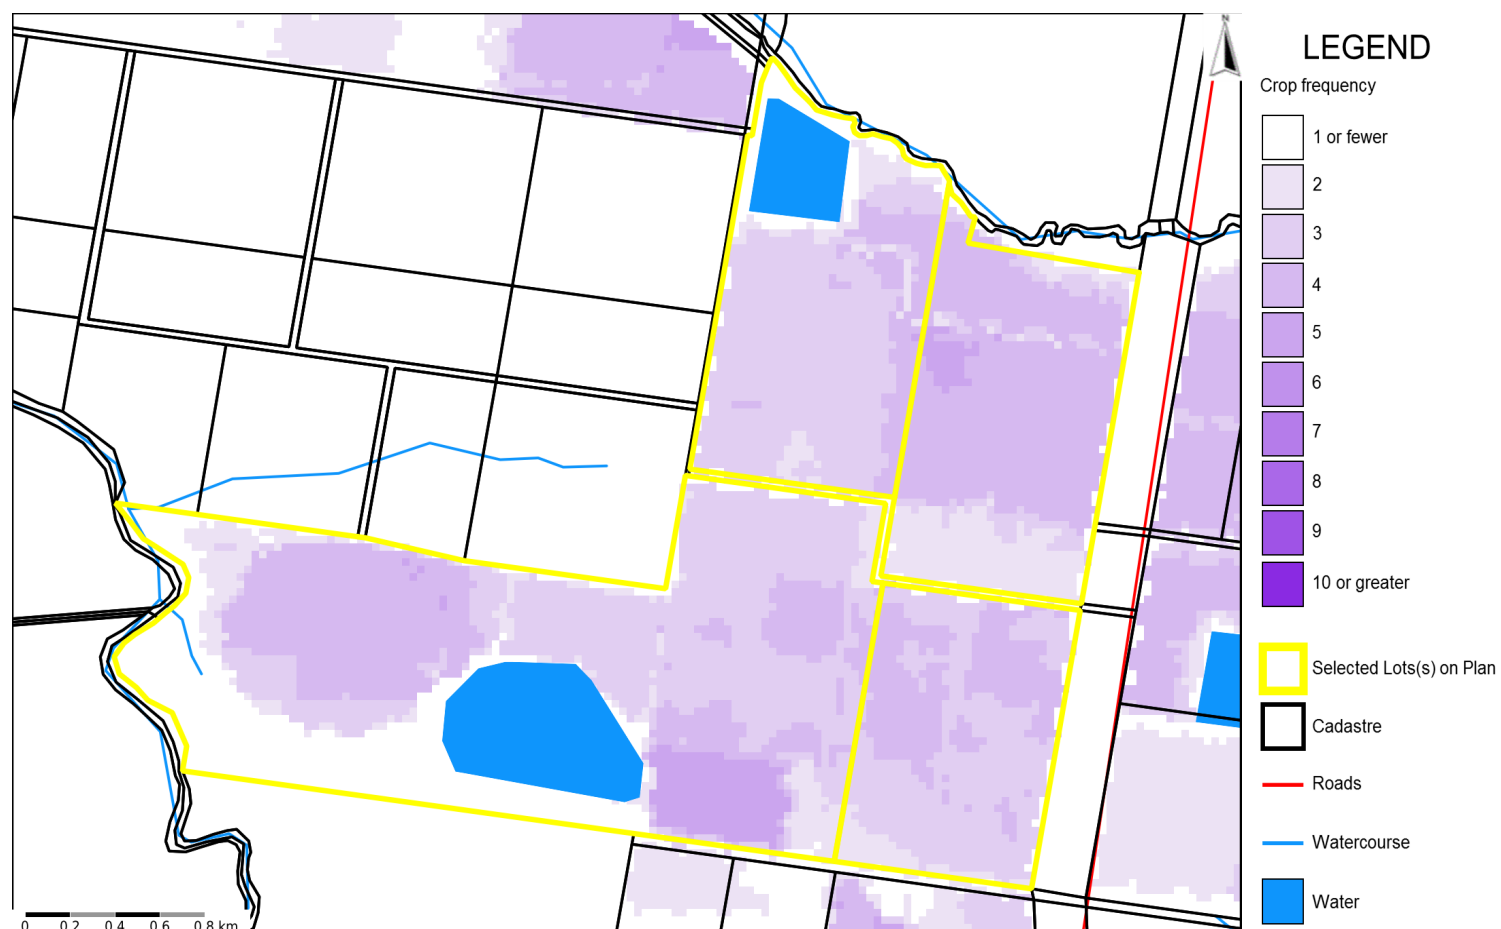 N
LEGEND
Crop frequency
1 or fewer
2
3
4
5
6
7
8
9
10 or greater
Selected Lots(s) on Plan
Cadastre
Roads
Watercourse
Water
0 0.2 0.4 0.6 0.8 km